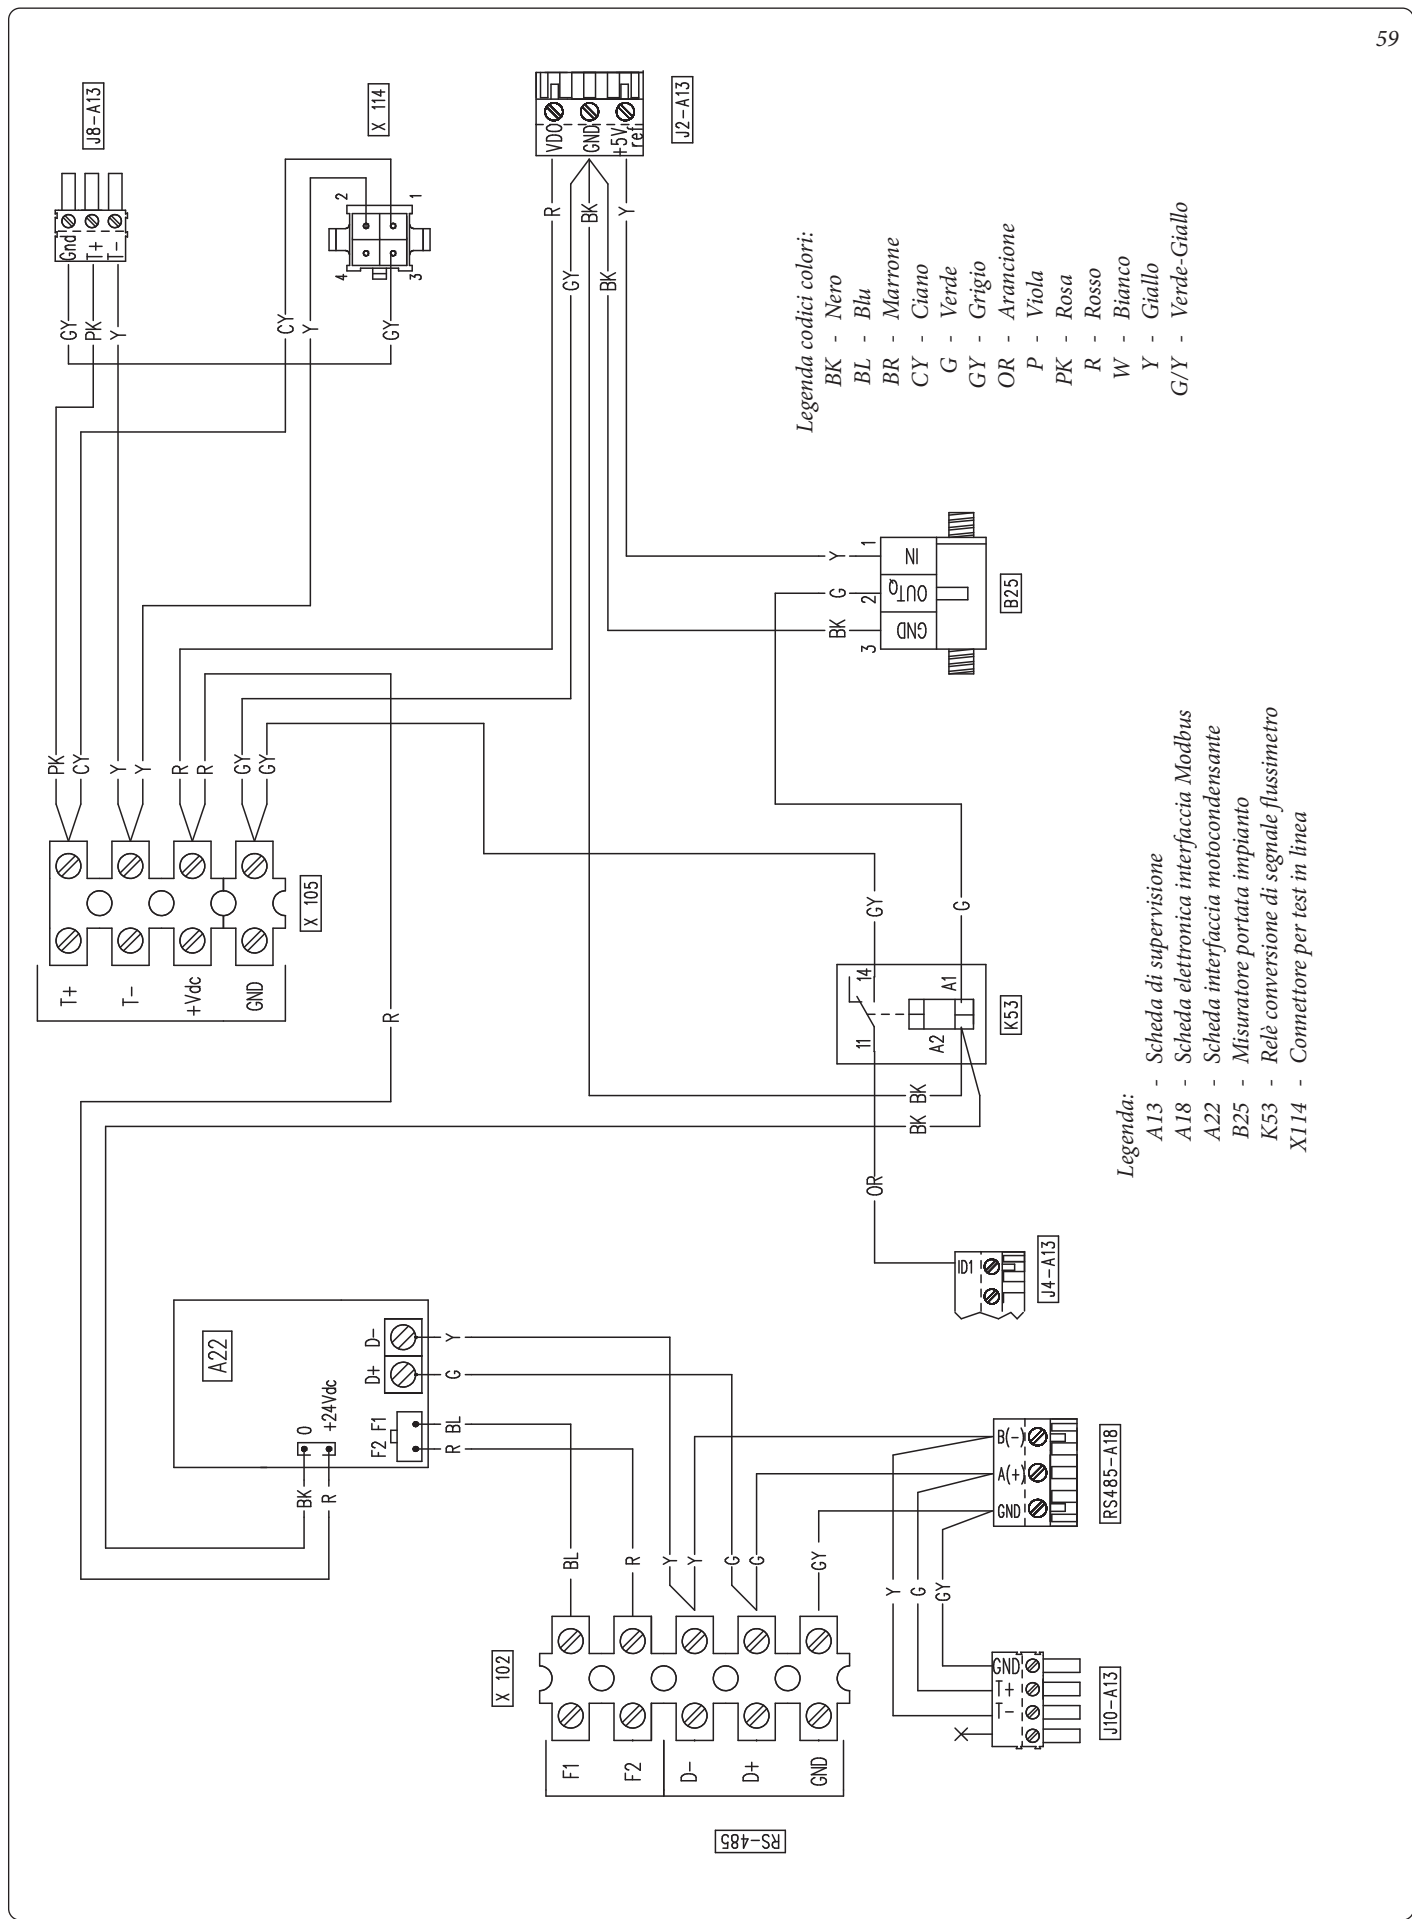 59
J8-A13
Gnd
T+
T-
GY
PK
Y
X 114
2
1
4
3
CY
Y
GY
J2-A13
VDO
GND
+5V
ref
R
GY
BK
BK
Y
Legenda codici colori:
BK - Nero
BL - Blu
BR - Marrone
CY - Ciano
G - Verde
GY - Grigio
OR - Arancione
P - Viola
PK - Rosa
R - Rosso
W - Bianco
Y - Giallo
G/Y - Verde-Giallo
PK
CY
Y
Y
R
R
GY
GY
X 105
T+
T-
+Vdc
GND
R
Y
G
BK
1
2
3
IN
OUTQ
GND
B25
GY
G
14
A1
11
A2
K53
BK
BK
OR
ID1
J4-A13
Legenda:
A13 - Scheda di supervisione
A18 - Scheda elettronica interfaccia Modbus
A22 - Scheda interfaccia motocondensante
B25 - Misuratore portata impianto
K53 - Relè conversione di segnale flussimetro
X114 - Connettore per test in linea
A22
0
+24Vdc
D-
D+
F1
F2
Y
G
BL
R
BK
R
BL
R
Y
Y
G
G
GY
X 102
F1
F2
D-
D+
GND
RS-485
B(-)
A(+)
GND
RS485-A18
Y
G
GY
GND
T+
T-
J10-A13